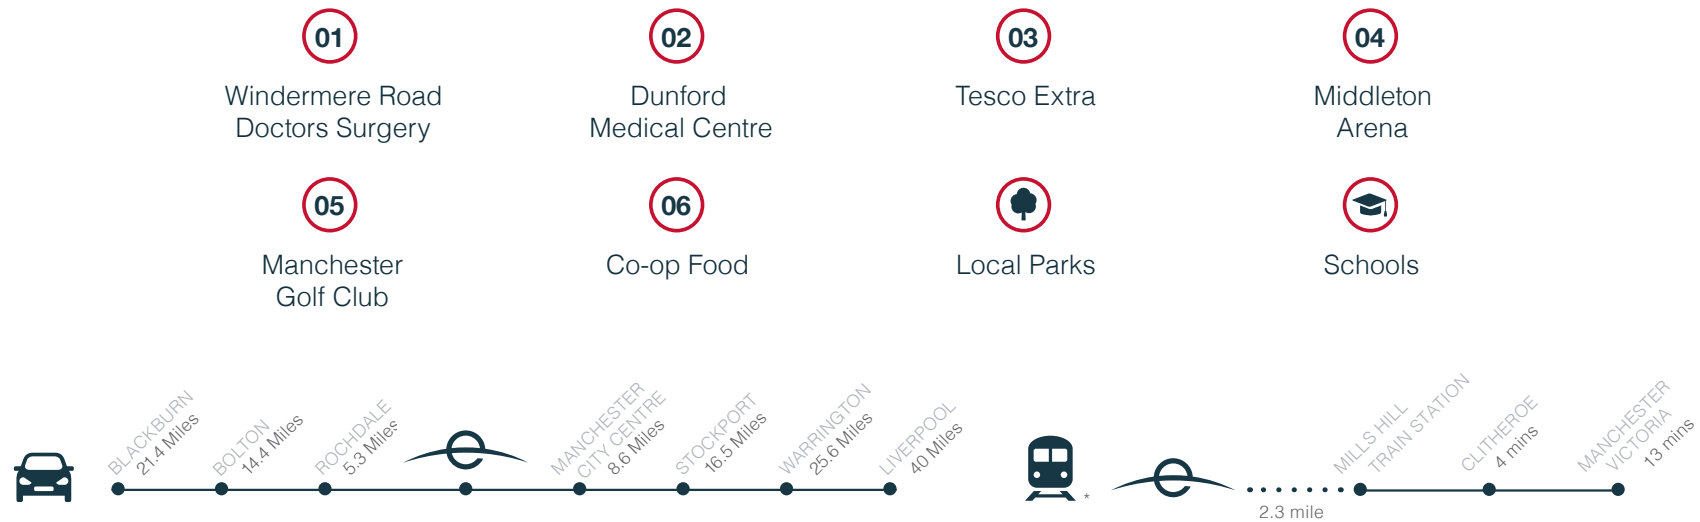 01
Windermere Road
Doctors Surgery
02
Dunford
Medical Centre
03
Tesco Extra
04
Middleton
Arena
05
Manchester
Golf Club
06
Co-op Food
Local Parks
Schools
BLACKBURN
21.4 Miles
BOLTON
14.4 Miles
ROCHDALE
5.3 Miles
MANCHESTER
CITY CENTRE
8.6 Miles
STOCKPORT
16.5 Miles
WARRINGTON
25.6 Miles
LIVERPOOL
40 Miles
*
2.3 mile
MILLS HILL
TRAIN STATION
CLITHEROE
4 mins
MANCHESTER
VICTORIA
13 mins